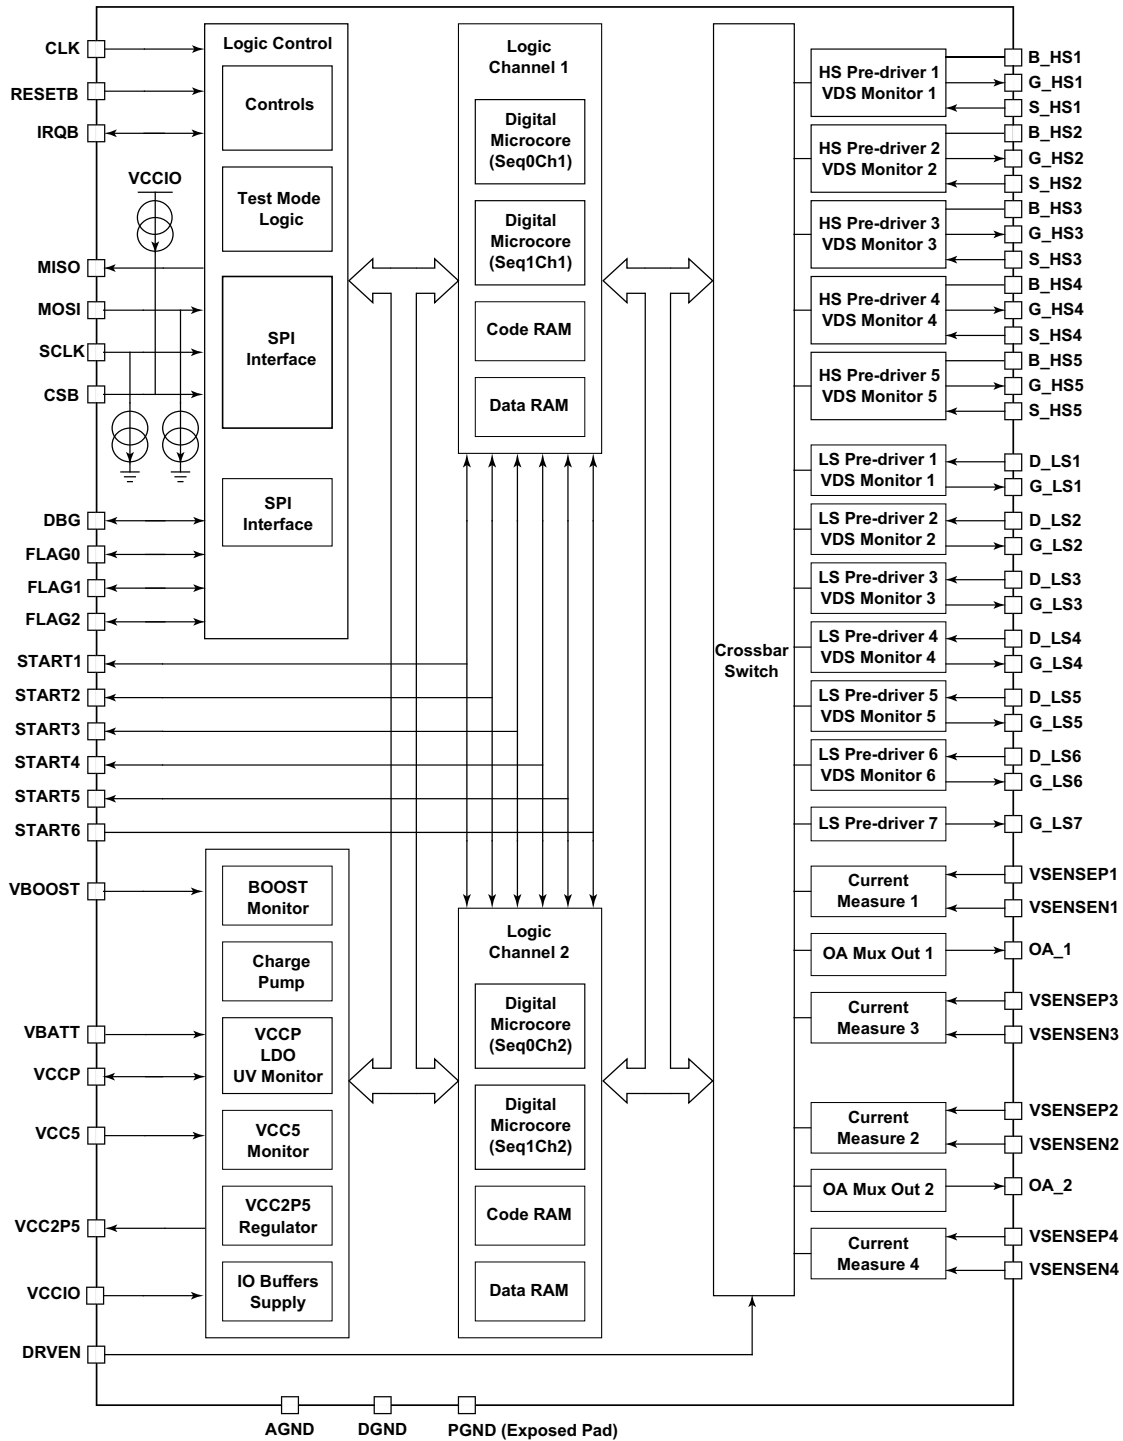 CLK
RESETB
IRQB
VCCIO
MISO
MOSI
SCLK
CSB
DBG
FLAG0
FLAG1
FLAG2
START1
START2
START3
START4
START5
START6
VBOOST
VBATT
VCCP
VCC5
VCC2P5
VCCIO
DRVEN
Logic Control
Controls
Test Mode
Logic
SPI
Interface
SPI
Interface
BOOST
Monitor
Charge
Pump
VCCP
LDO
UV Monitor
VCC5
Monitor
VCC2P5
Regulator
IO Buffers
Supply
Logic
Channel 1
Digital
Microcore
(Seq0Ch1)
Digital
Microcore
(Seq1Ch1)
Code RAM
Data RAM
Logic
Channel 2
Digital
Microcore
(Seq0Ch2)
Digital
Microcore
(Seq1Ch2)
Code RAM
Data RAM
Crossbar
Switch
HS Pre-driver 1
VDS Monitor 1
HS Pre-driver 2
VDS Monitor 2
HS Pre-driver 3
VDS Monitor 3
HS Pre-driver 4
VDS Monitor 4
HS Pre-driver 5
VDS Monitor 5
LS Pre-driver 1
VDS Monitor 1
LS Pre-driver 2
VDS Monitor 2
LS Pre-driver 3
VDS Monitor 3
LS Pre-driver 4
VDS Monitor 4
LS Pre-driver 5
VDS Monitor 5
LS Pre-driver 6
VDS Monitor 6
LS Pre-driver 7
Current
Measure 1
OA Mux Out 1
Current
Measure 3
Current
Measure 2
OA Mux Out 2
Current
Measure 4
B_HS1
G_HS1
S_HS1
B_HS2
G_HS2
S_HS2
B_HS3
G_HS3
S_HS3
B_HS4
G_HS4
S_HS4
B_HS5
G_HS5
S_HS5
D_LS1
G_LS1
D_LS2
G_LS2
D_LS3
G_LS3
D_LS4
G_LS4
D_LS5
G_LS5
D_LS6
G_LS6
G_LS7
VSENSEP1
VSENSEN1
OA_1
VSENSEP3
VSENSEN3
VSENSEP2
VSENSEN2
OA_2
VSENSEP4
VSENSEN4
AGND
DGND
PGND (Exposed Pad)